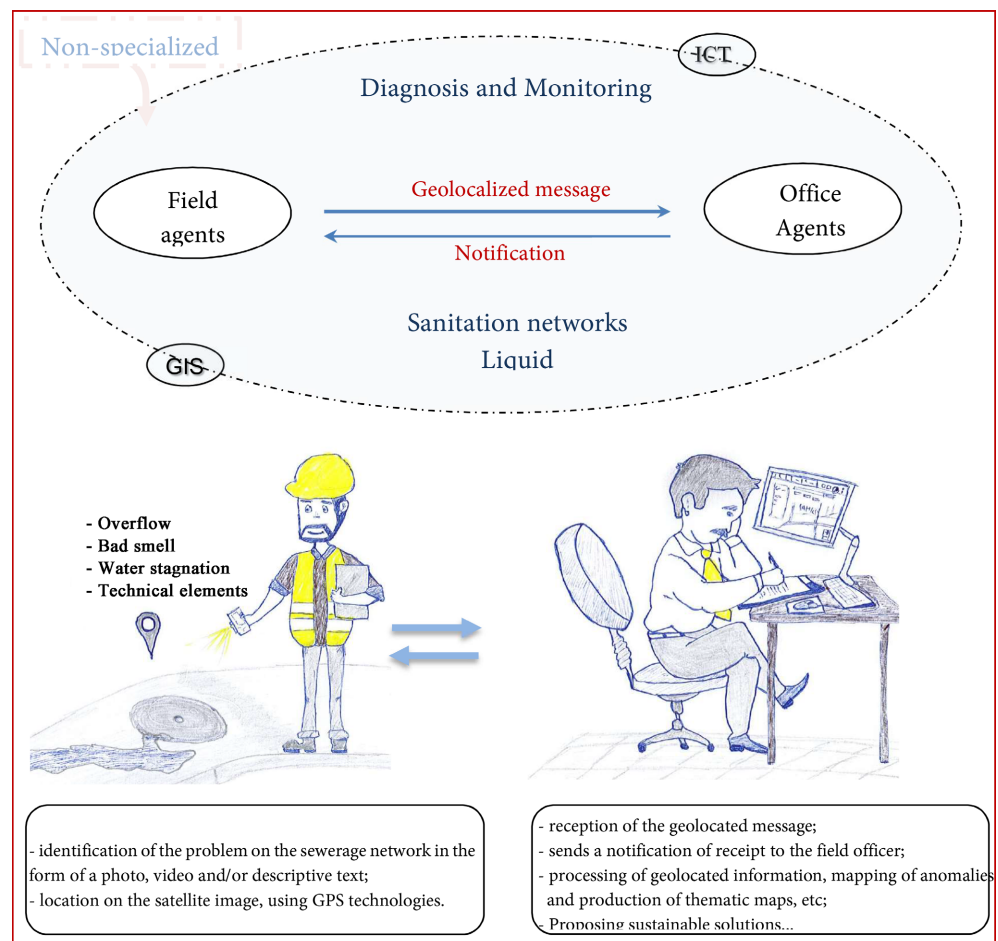 Non-specialized
ICT
Diagnosis and Monitoring
Field
agents
Geolocalized message
Notification
Office
Agents
Sanitation networks
Liquid
GIS
- Overflow
- Bad smell
- Water stagnation
- Technical elements
- identification of the problem on the sewerage network in the
form of a photo, video and/or descriptive text;
- location on the satellite image, using GPS technologies.
- reception of the geolocated message;
- sends a notification of receipt to the field officer;
- processing of geolocated information, mapping of anomalies
and production of thematic maps, etc;
- Proposing sustainable solutions...